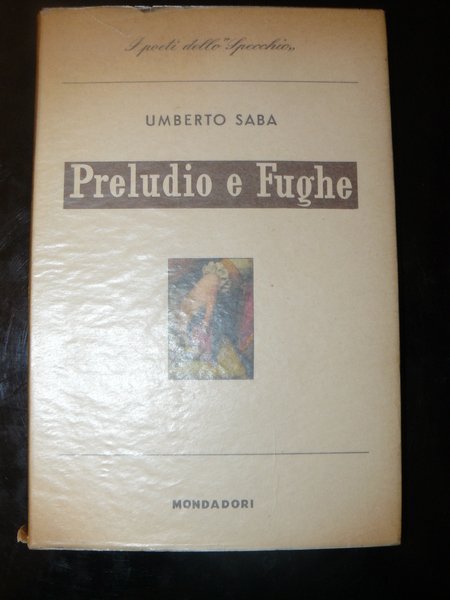 I poeti dello "Specchio„
UMBERTO SABA
Preludio e Fughe
MONDADORI